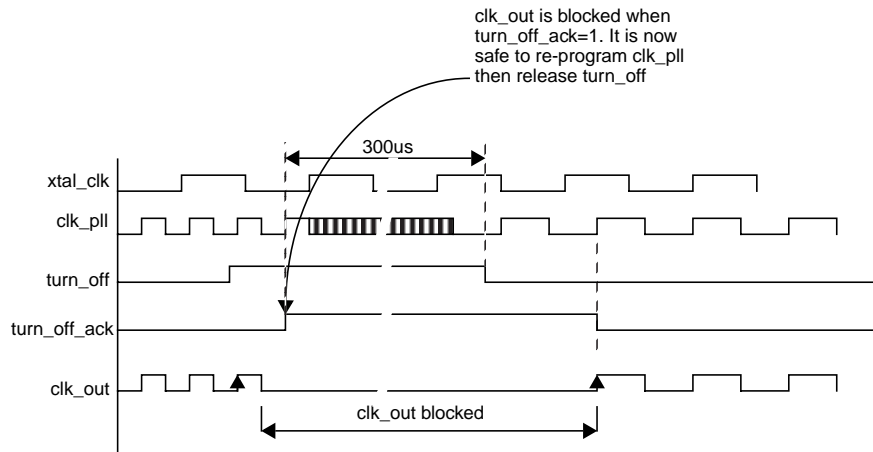 clk_out is blocked when
turn_off_ack=1. It is now
safe to re-program clk_pll
then release turn_off
300us
xtal_clk
clk_pll
turn_off
turn_off_ack
clk_out
clk_out blocked